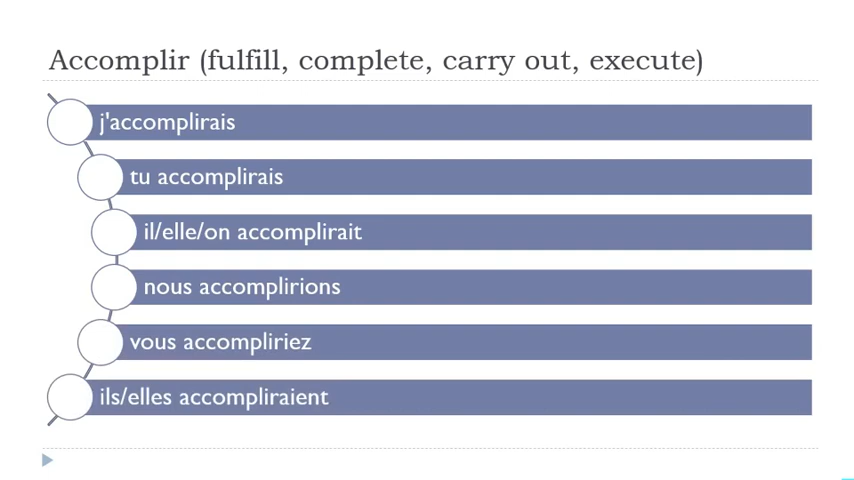 Accomplir (fulfill, complete, carry out, execute)
j'accomplirais
tu accomplirais
il/elle/on accomplirait
nous accomplirions
vous accompliriez
ils/elles accompliraient